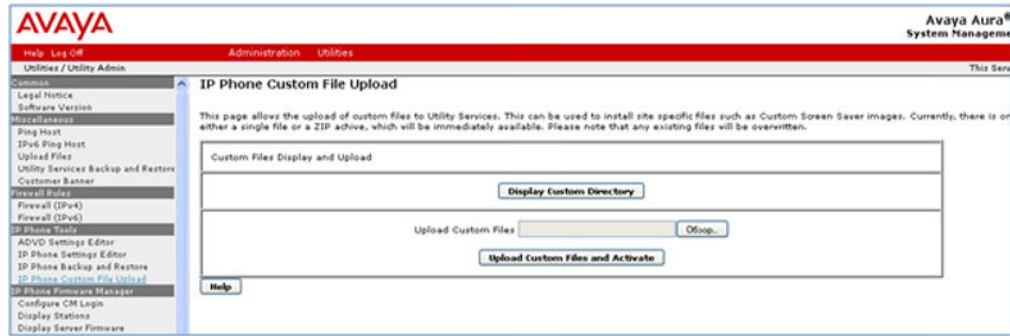 AVAYA
Avaya Aura®
System Manageme
Help Log Off
Administration Utilities
Utilities / Utility Admin
This Serv
Common
Legal Notice
Software Version
Miscellaneous
Ping Host
IPv6 Ping Host
Upload Files
Utility Services Backup and Restore
Customer Banner
Firewall Rules
Firewall (IPv4)
Firewall (IPv6)
IP Phone Tools
ADVD Settings Editor
IP Phone Settings Editor
IP Phone Backup and Restore
IP Phone Custom File Upload
IP Phone Firmware Manager
Configure CM Login
Display Stations
Display Server Firmware
IP Phone Custom File Upload
This page allows the upload of custom files to Utility Services. This can be used to install site specific files such as Custom Screen Saver images. Currently, there is on
either a single file or a ZIP achive, which will be immediately available. Please note that any existing files will be overwritten.
Custom Files Display and Upload
Display Custom Directory
Upload Custom Files
Обзор...
Upload Custom Files and Activate
Help